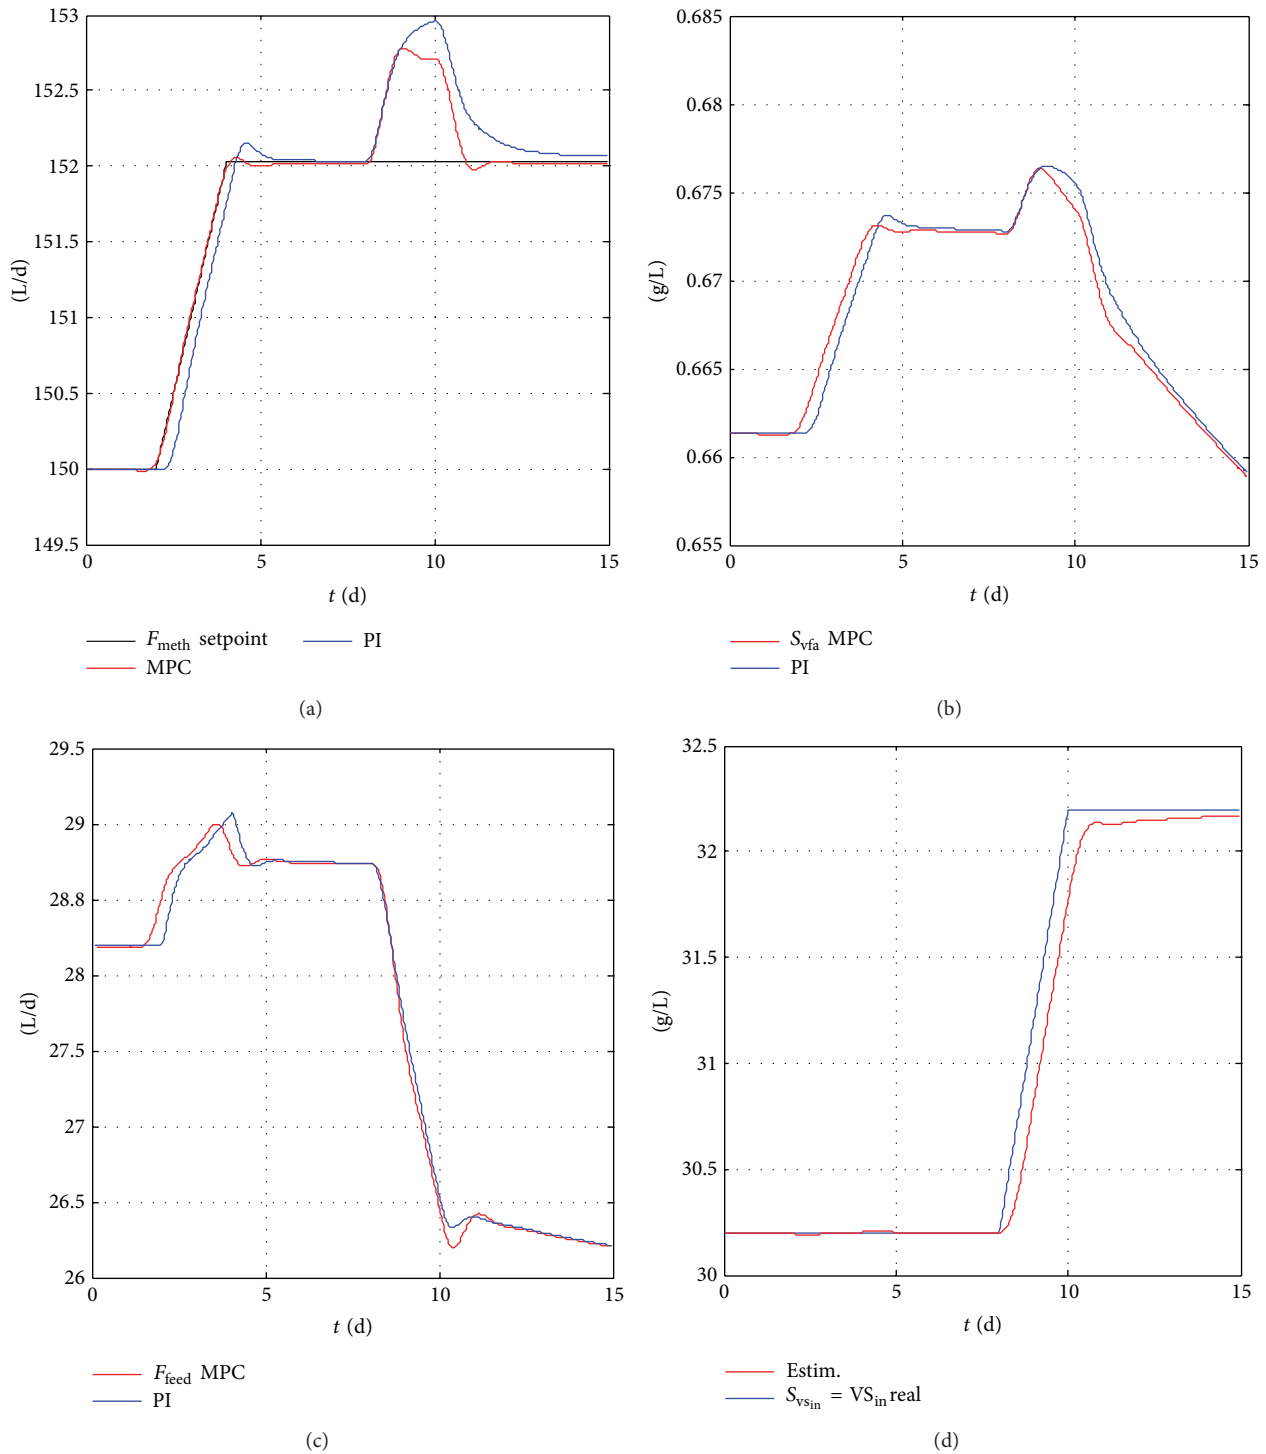 153
152.5
152
151.5
151
150.5
150
149.5
(L/d)
0 5 10 15
t (d)
F_meth setpoint
PI
MPC
(a)
0.685
0.68
0.675
0.67
0.665
0.66
0.655
(g/L)
0 5 10 15
t (d)
S_vfa MPC
PI
(b)
29.5
29
28.8
28
27.5
27
26.5
26
(L/d)
0 5 10 15
t (d)
F_feed MPC
PI
(c)
32.5
32
31.5
31
30.5
30
(g/L)
0 5 10 15
t (d)
Estim.
S_vs_in = VS_in real
(d)